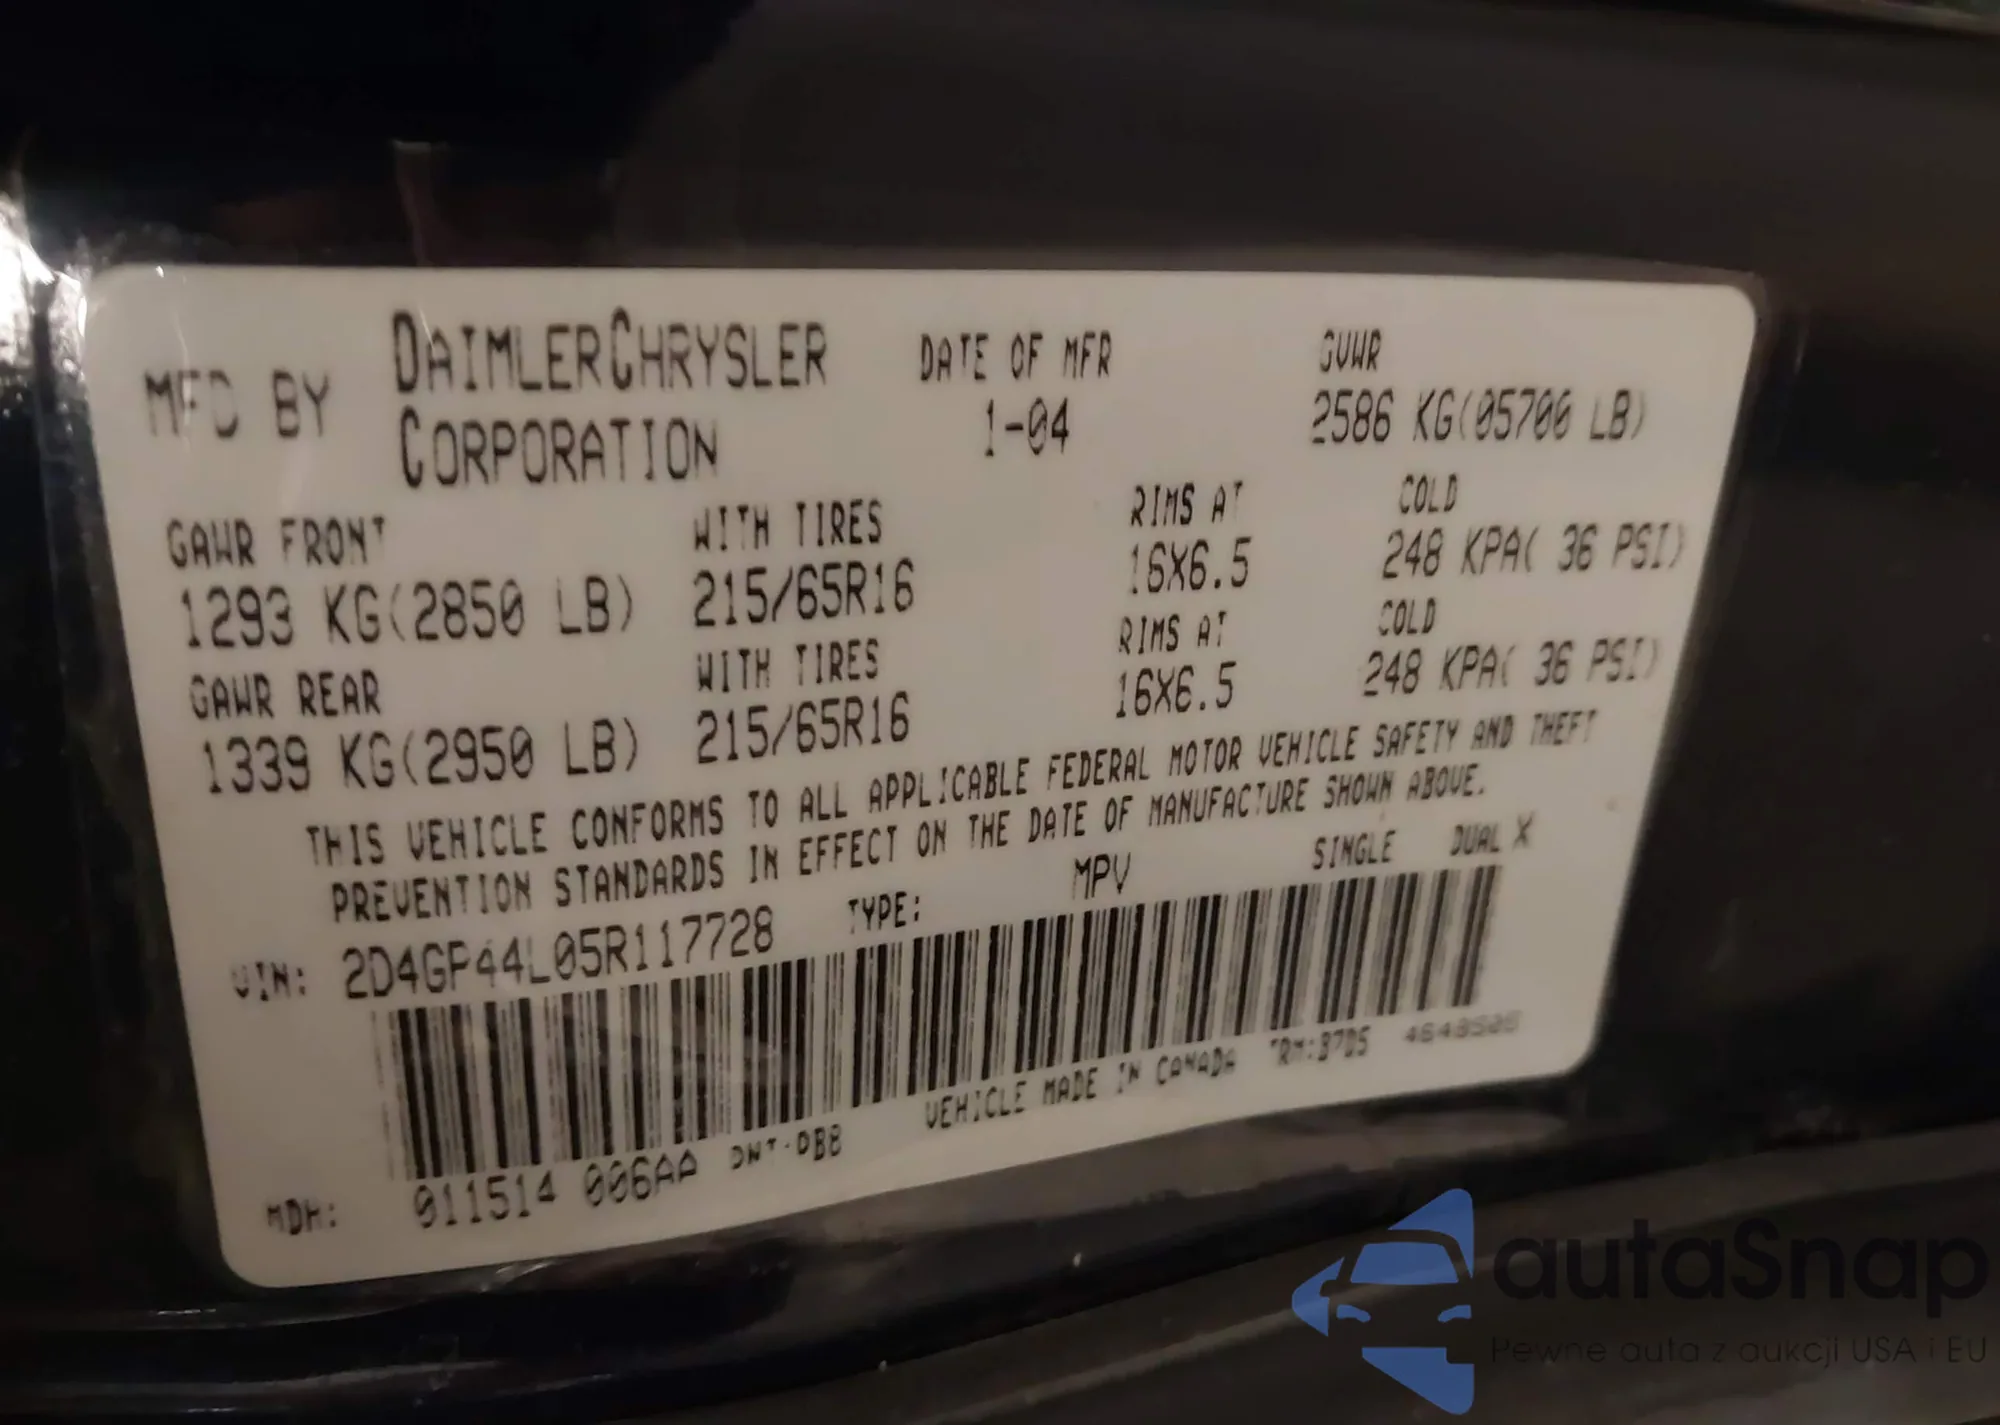 MFD BY DAIMLERCHRYSLER CORPORATION
DATE OF MFR
1-04
GVWR
2586 KG(05700 LB)
GAWR FRONT WITH TIRES RIMS AT COLD
1293 KG(2850 LB) 215/65R16 16X6.5 248 KPA( 36 PSI)
GAWR REAR WITH TIRES RIMS AT COLD
1339 KG(2950 LB) 215/65R16 16X6.5 248 KPA( 36 PSI)
THIS VEHICLE CONFORMS TO ALL APPLICABLE FEDERAL MOTOR VEHICLE SAFETY AND THEFT
PREVENTION STANDARDS IN EFFECT ON THE DATE OF MANUFACTURE SHOWN ABOVE.
VIN: 2D4GP44L05R117728 TYPE: MPV SINGLE DUAL X
MDH: 011514 006AA PNT:PB8 VEHICLE MADE IN CANADA TRM:B7D5
autaSnap
Pewne auta z aukcji USA i EU